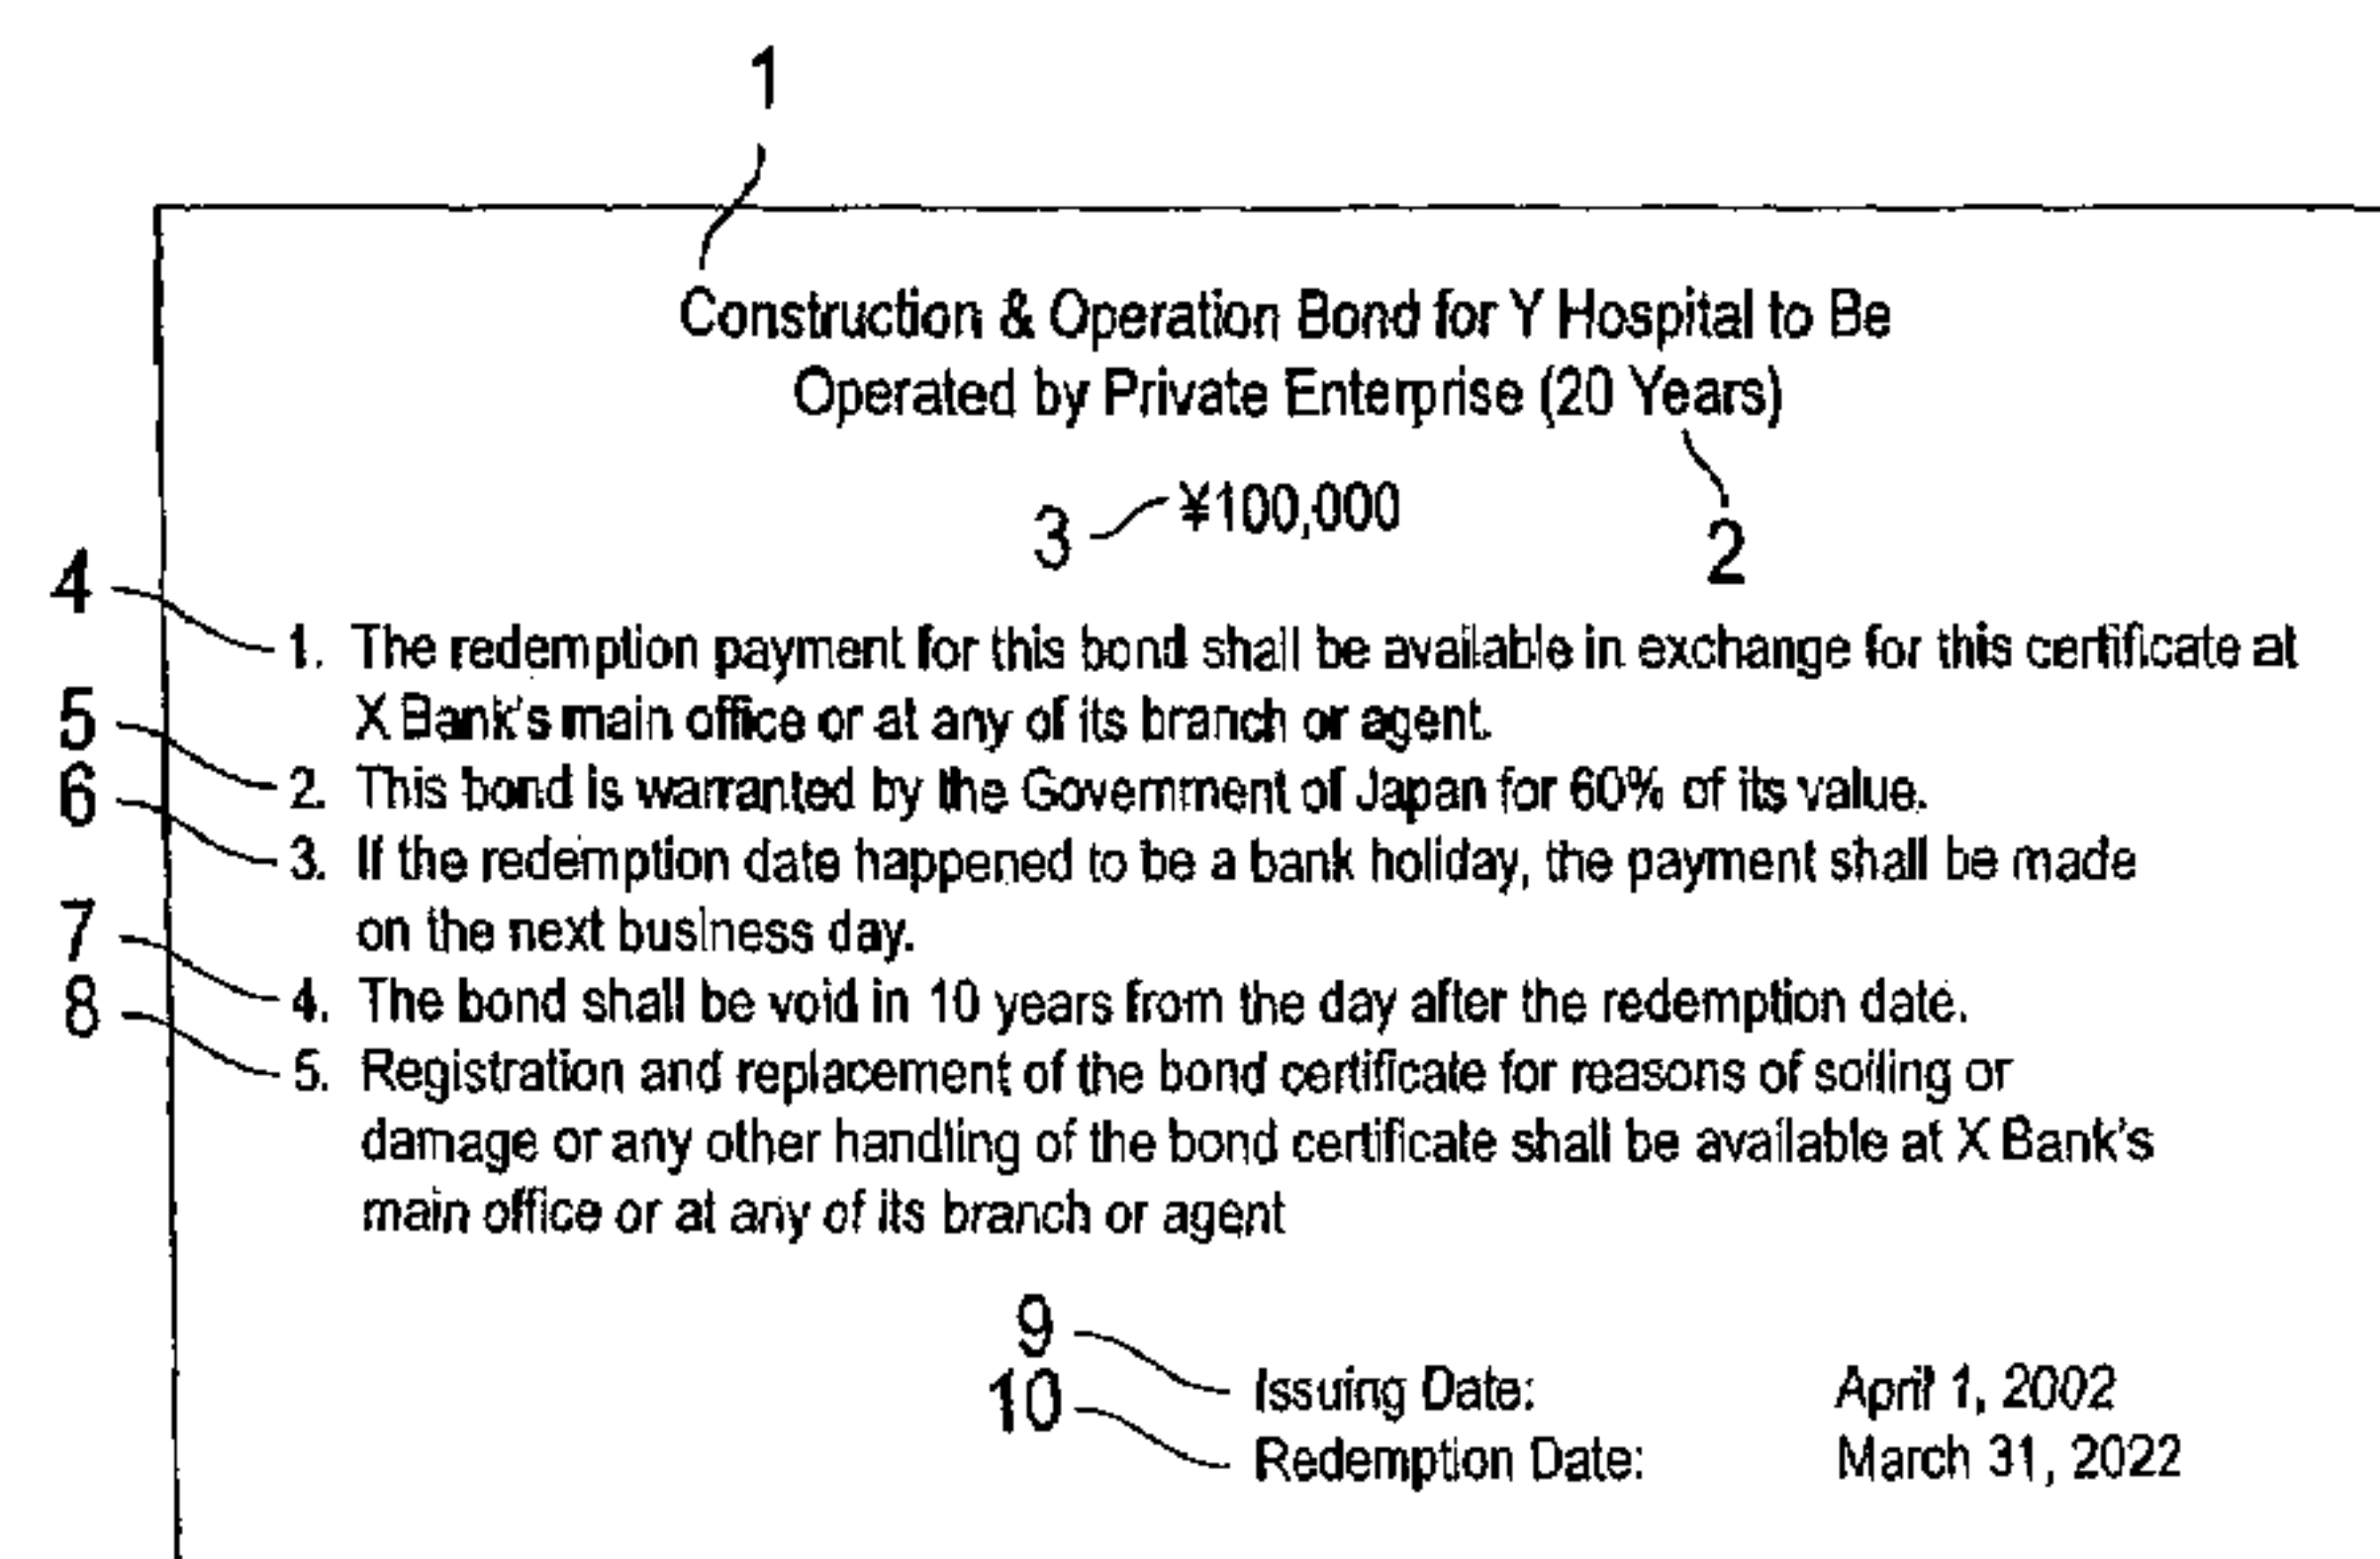 1
Construction & Operation Bond for Y Hospital to Be
Operated by Private Enterprise (20 Years)
3 ¥100,000 2
4
1. The redemption payment for this bond shall be available in exchange for this certificate at
X Bank's main office or at any of its branch or agent.
5
2. This bond is warranted by the Government of Japan for 60% of its value.
6
3. If the redemption date happened to be a bank holiday, the payment shall be made
on the next business day.
7
4. The bond shall be void in 10 years from the day after the redemption date.
8
5. Registration and replacement of the bond certificate for reasons of soiling or
damage or any other handling of the bond certificate shall be available at X Bank's
main office or at any of its branch or agent
9
Issuing Date: April 1, 2002
10
Redemption Date: March 31, 2022